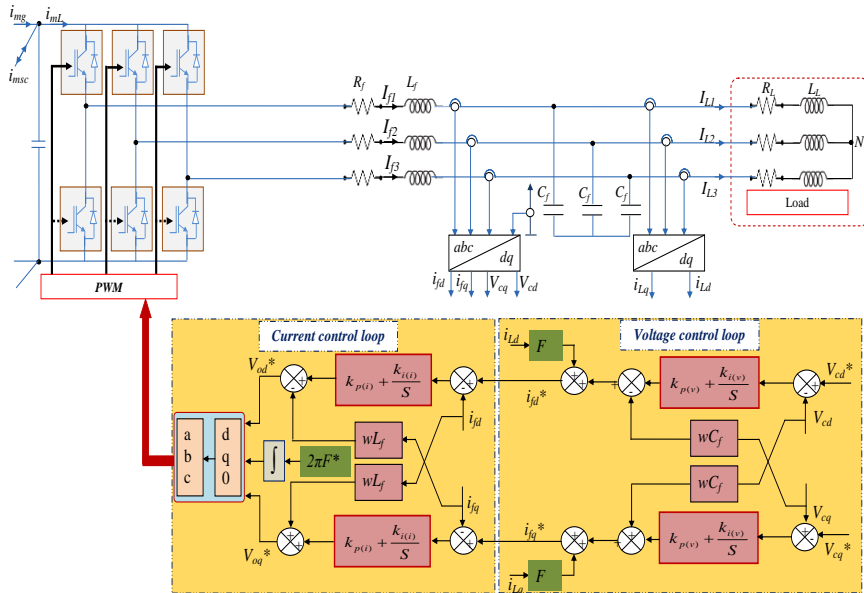 i_mg
i_mL
i_msc
R_f
L_f
I_f1
I_f2
I_f3
I_L1
I_L2
I_L3
R_L
L_L
N
Load
C_f
C_f
C_f
abc
dq
abc
dq
i_fd
i_fq
V_cq
V_cd
i_Lq
i_Ld
PWM
Current control loop
Voltage control loop
V_od*
k_p(i) + k_i(i)/S
i_fd
i_fd*
i_Ld
F
k_p(v) + k_i(v)/S
V_cd*
V_cd
wL_f
wC_f
a
b
c
d
q
0
∫
2πF*
wL_f
wC_f
i_fq
V_cq
V_oq*
k_p(i) + k_i(i)/S
i_fq*
i_Lq
F
k_p(v) + k_i(v)/S
V_cq*